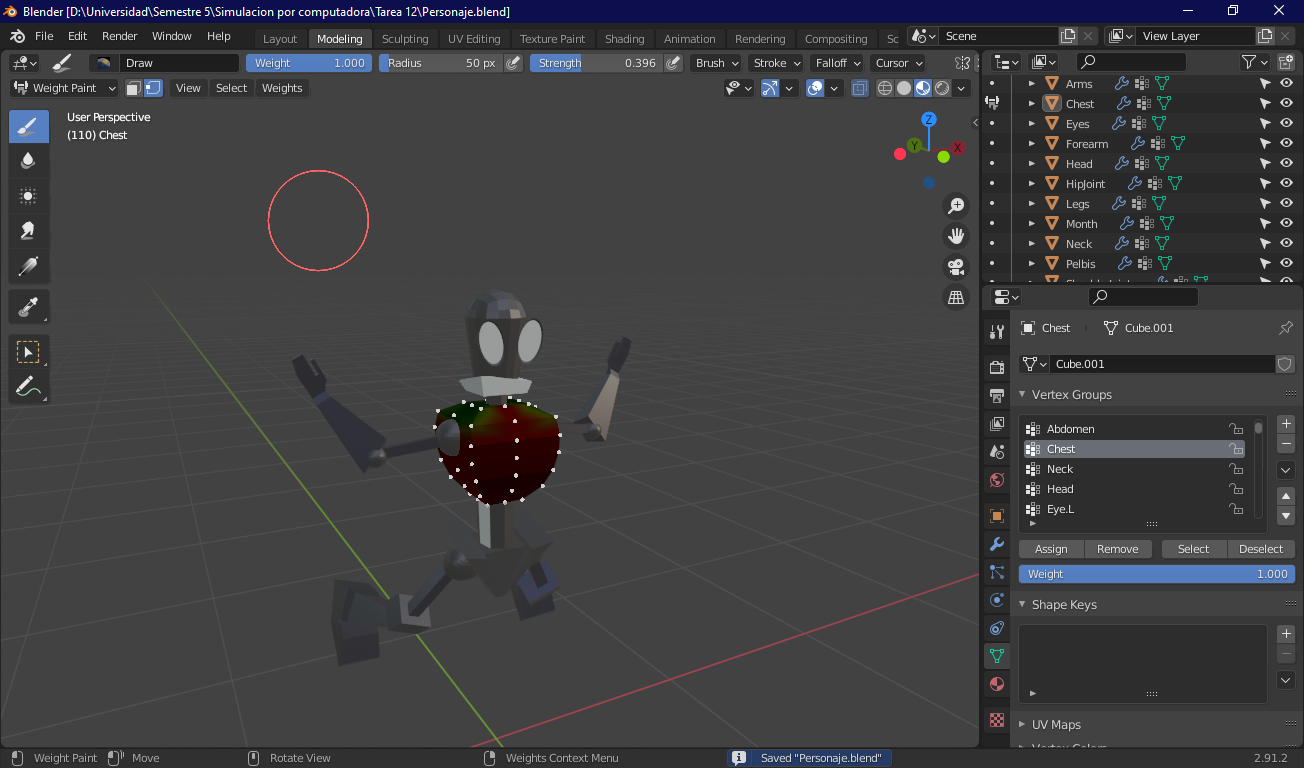 Blender [D:\Universidad\Semestre 5\Simulacion por computadora\Tarea 12\Personaje.blend]
File Edit Render Window Help Layout Modeling Sculpting UV Editing Texture Paint Shading Animation Rendering Compositing Sc Scene View Layer
Draw Weight 1.000 Radius 50 px Strength 0.396 Brush Stroke Falloff Cursor
Weight Paint View Select Weights
User Perspective
(110) Chest
Z
Y
X
Arms
Chest
Eyes
Forearm
Head
HipJoint
Legs
Month
Neck
Pelbis
Chest Cube.001
Cube.001
Vertex Groups
Abdomen
Chest
Neck
Head
Eye.L
Assign Remove Select Deselect
Weight 1.000
Shape Keys
UV Maps
Vertex Colors
Weight Paint Move Rotate View Weights Context Menu Saved "Personaje.blend" 2.91.2